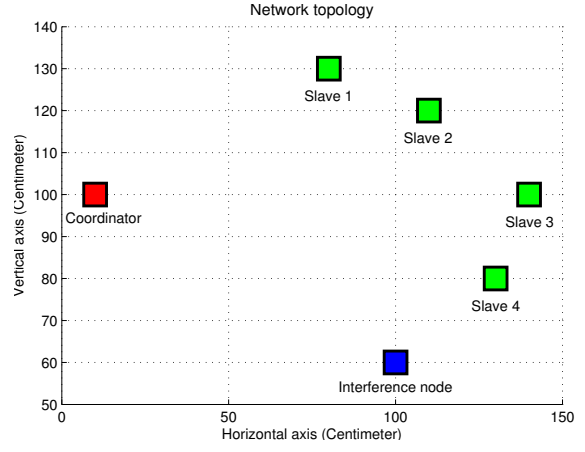 Network topology
140
130
Slave 1
120
Slave 2
110
100
Coordinator
Slave 3
90
80
Slave 4
70
60
Interference node
50
0
50
100
150
Vertical axis (Centimeter)
Horizontal axis (Centimeter)